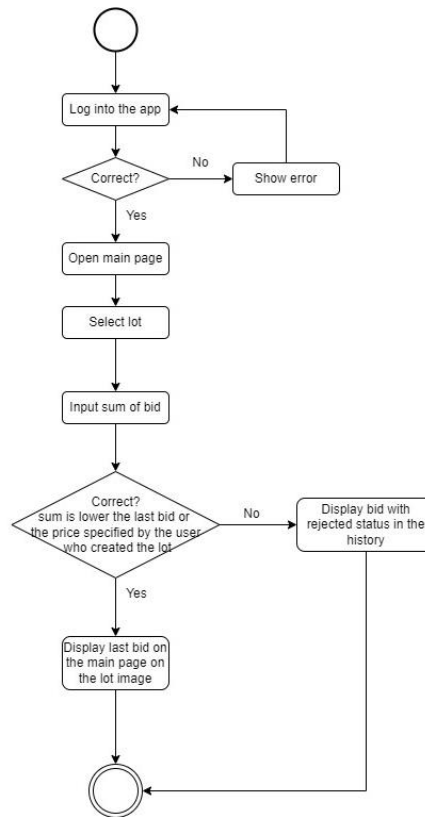 Log into the app
No
Correct?
Show error
Yes
Open main page
Select lot
Input sum of bid
Correct?
sum is lower the last bid or
the price specified by the user
who created the lot
No
Display bid with
rejected status in the
history
Yes
Display last bid on
the main page on
the lot image